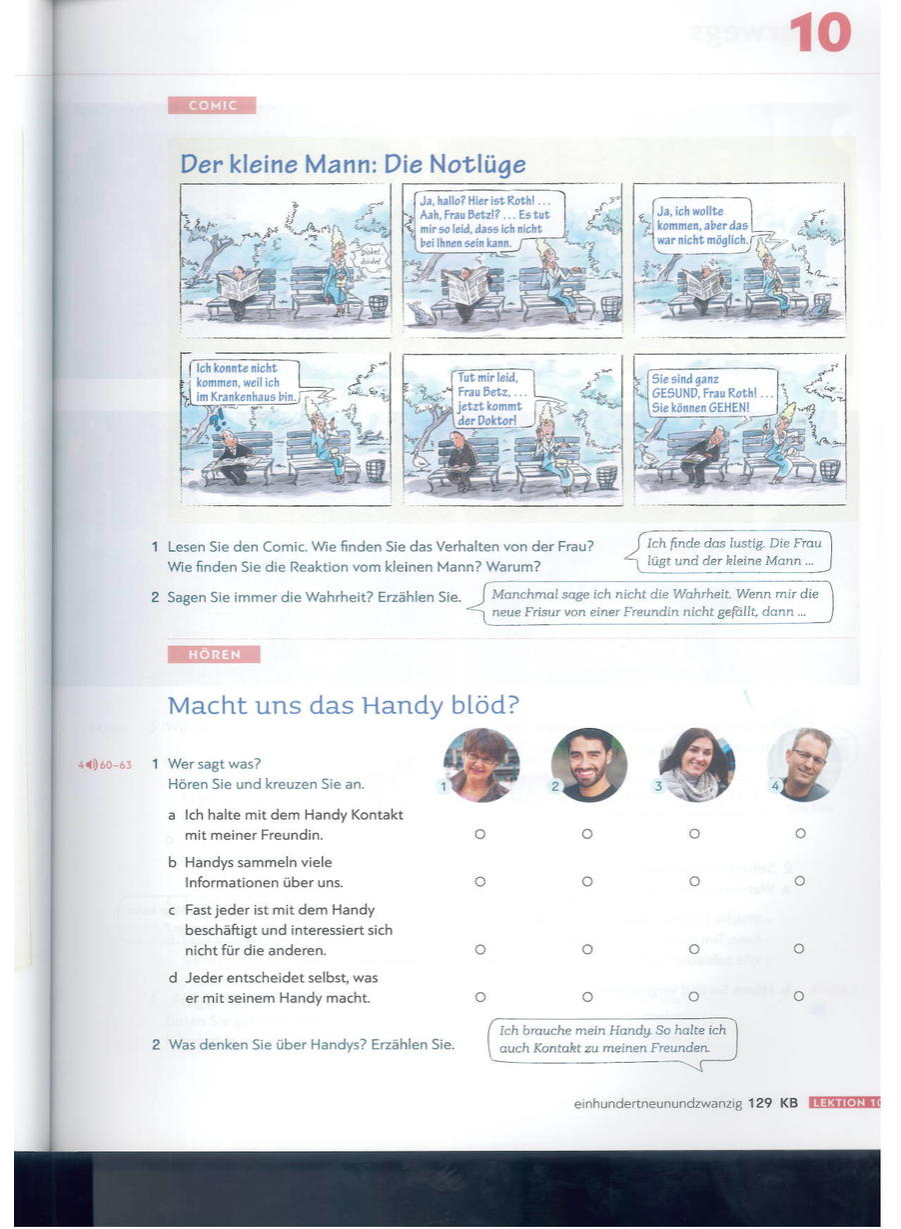 10
COMIC
Der kleine Mann: Die Notlüge
Düdel
düdel
Ja, hallo? Hier ist Roth! ...
Aah, Frau Betz!? ... Es tut
mir so leid, dass ich nicht
bei Ihnen sein kann.
Ja, ich wollte
kommen, aber das
war nicht möglich.
Ich konnte nicht
kommen, weil ich
im Krankenhaus bin.
?!
Tut mir leid,
Frau Betz, ...
jetzt kommt
der Doktor!
Sie sind ganz
GESUND, Frau Roth! ...
Sie können GEHEN!
1 Lesen Sie den Comic. Wie finden Sie das Verhalten von der Frau?
Wie finden Sie die Reaktion vom kleinen Mann? Warum?
Ich finde das lustig. Die Frau
lügt und der kleine Mann ...
2 Sagen Sie immer die Wahrheit? Erzählen Sie.
Manchmal sage ich nicht die Wahrheit. Wenn mir die
neue Frisur von einer Freundin nicht gefällt, dann ...
HÖREN
Macht uns das Handy blöd?
4 60–63
1 Wer sagt was?
Hören Sie und kreuzen Sie an.
1
2
3
4
a Ich halte mit dem Handy Kontakt
mit meiner Freundin.
b Handys sammeln viele
Informationen über uns.
c Fast jeder ist mit dem Handy
beschäftigt und interessiert sich
nicht für die anderen.
d Jeder entscheidet selbst, was
er mit seinem Handy macht.
2 Was denken Sie über Handys? Erzählen Sie.
Ich brauche mein Handy. So halte ich
auch Kontakt zu meinen Freunden.
einhundertneunundzwanzig 129 KB LEKTION 10